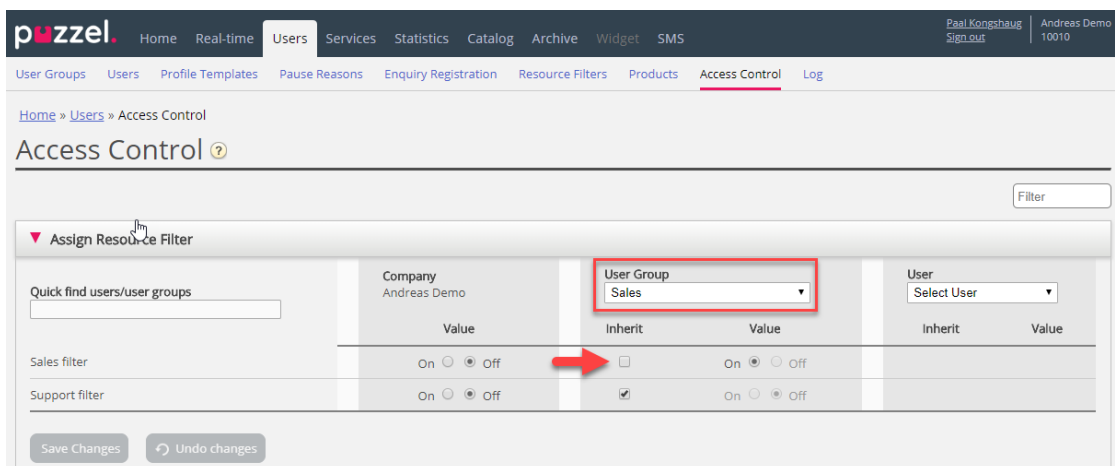 puzzel.
Home Real-time Users Services Statistics Catalog Archive Widget SMS
Paal Kongshaug
Sign out
Andreas Demo
10010
User Groups Users Profile Templates Pause Reasons Enquiry Registration Resource Filters Products Access Control Log
Home » Users » Access Control
Access Control ?
Filter
Assign Resource Filter
Quick find users/user groups
Company
Andreas Demo
User Group
Sales
User
Select User
Value Inherit Value Inherit Value
Sales filter On Off On Off
Support filter On Off On Off
Save Changes Undo changes